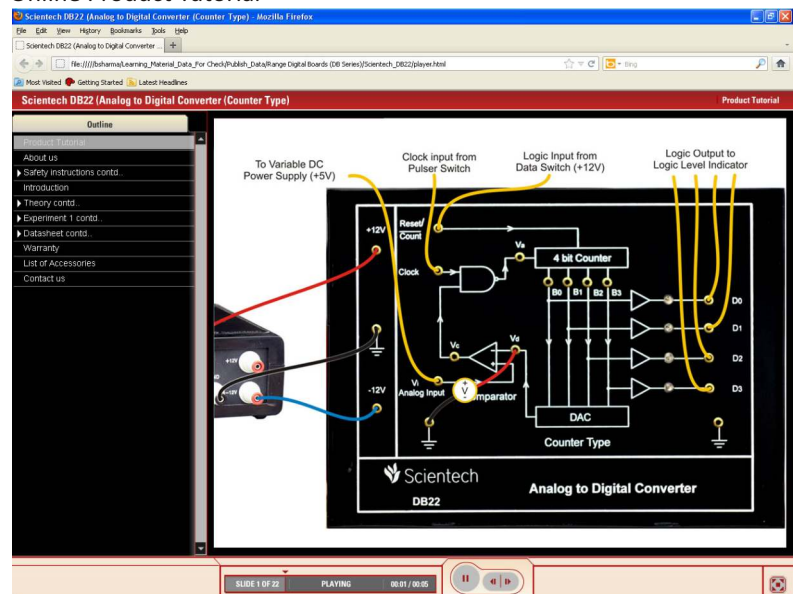 Online Product Tutorial
Scientech DB22 (Analog to Digital Converter (Counter Type) - Mozilla Firefox
File Edit View History Bookmarks Tools Help
Scientech DB22 (Analog to Digital Converter ... +
file://///bsharma/Learning_Material_Data_For Check/Publish_Data/Range Digital Boards (DB Series)/Scientech_DB22/player.html
Bing
Most Visited Getting Started Latest Headlines
Scientech DB22 (Analog to Digital Converter (Counter Type)
Product Tutorial
Outline
Product Tutorial
About us
Safety instructions contd..
Introduction
Theory contd..
Experiment 1 contd..
Datasheet contd..
Warranty
List of Accessories
Contact us
To Variable DC
Power Supply (+5V)
Clock input from
Pulser Switch
Logic Input from
Data Switch (+12V)
Logic Output to
Logic Level Indicator
+12V
Reset/
Count
Va
4 bit Counter
Clock
B0 B1 B2 B3
D0
D1
Vc
Vd
D2
+12V
-12V
Vi
Analog Input
+
V
-
mparator
D3
-12V
DAC
Counter Type
Scientech
DB22
Analog to Digital Converter
SLIDE 1 OF 22
PLAYING
00:01 / 00:05